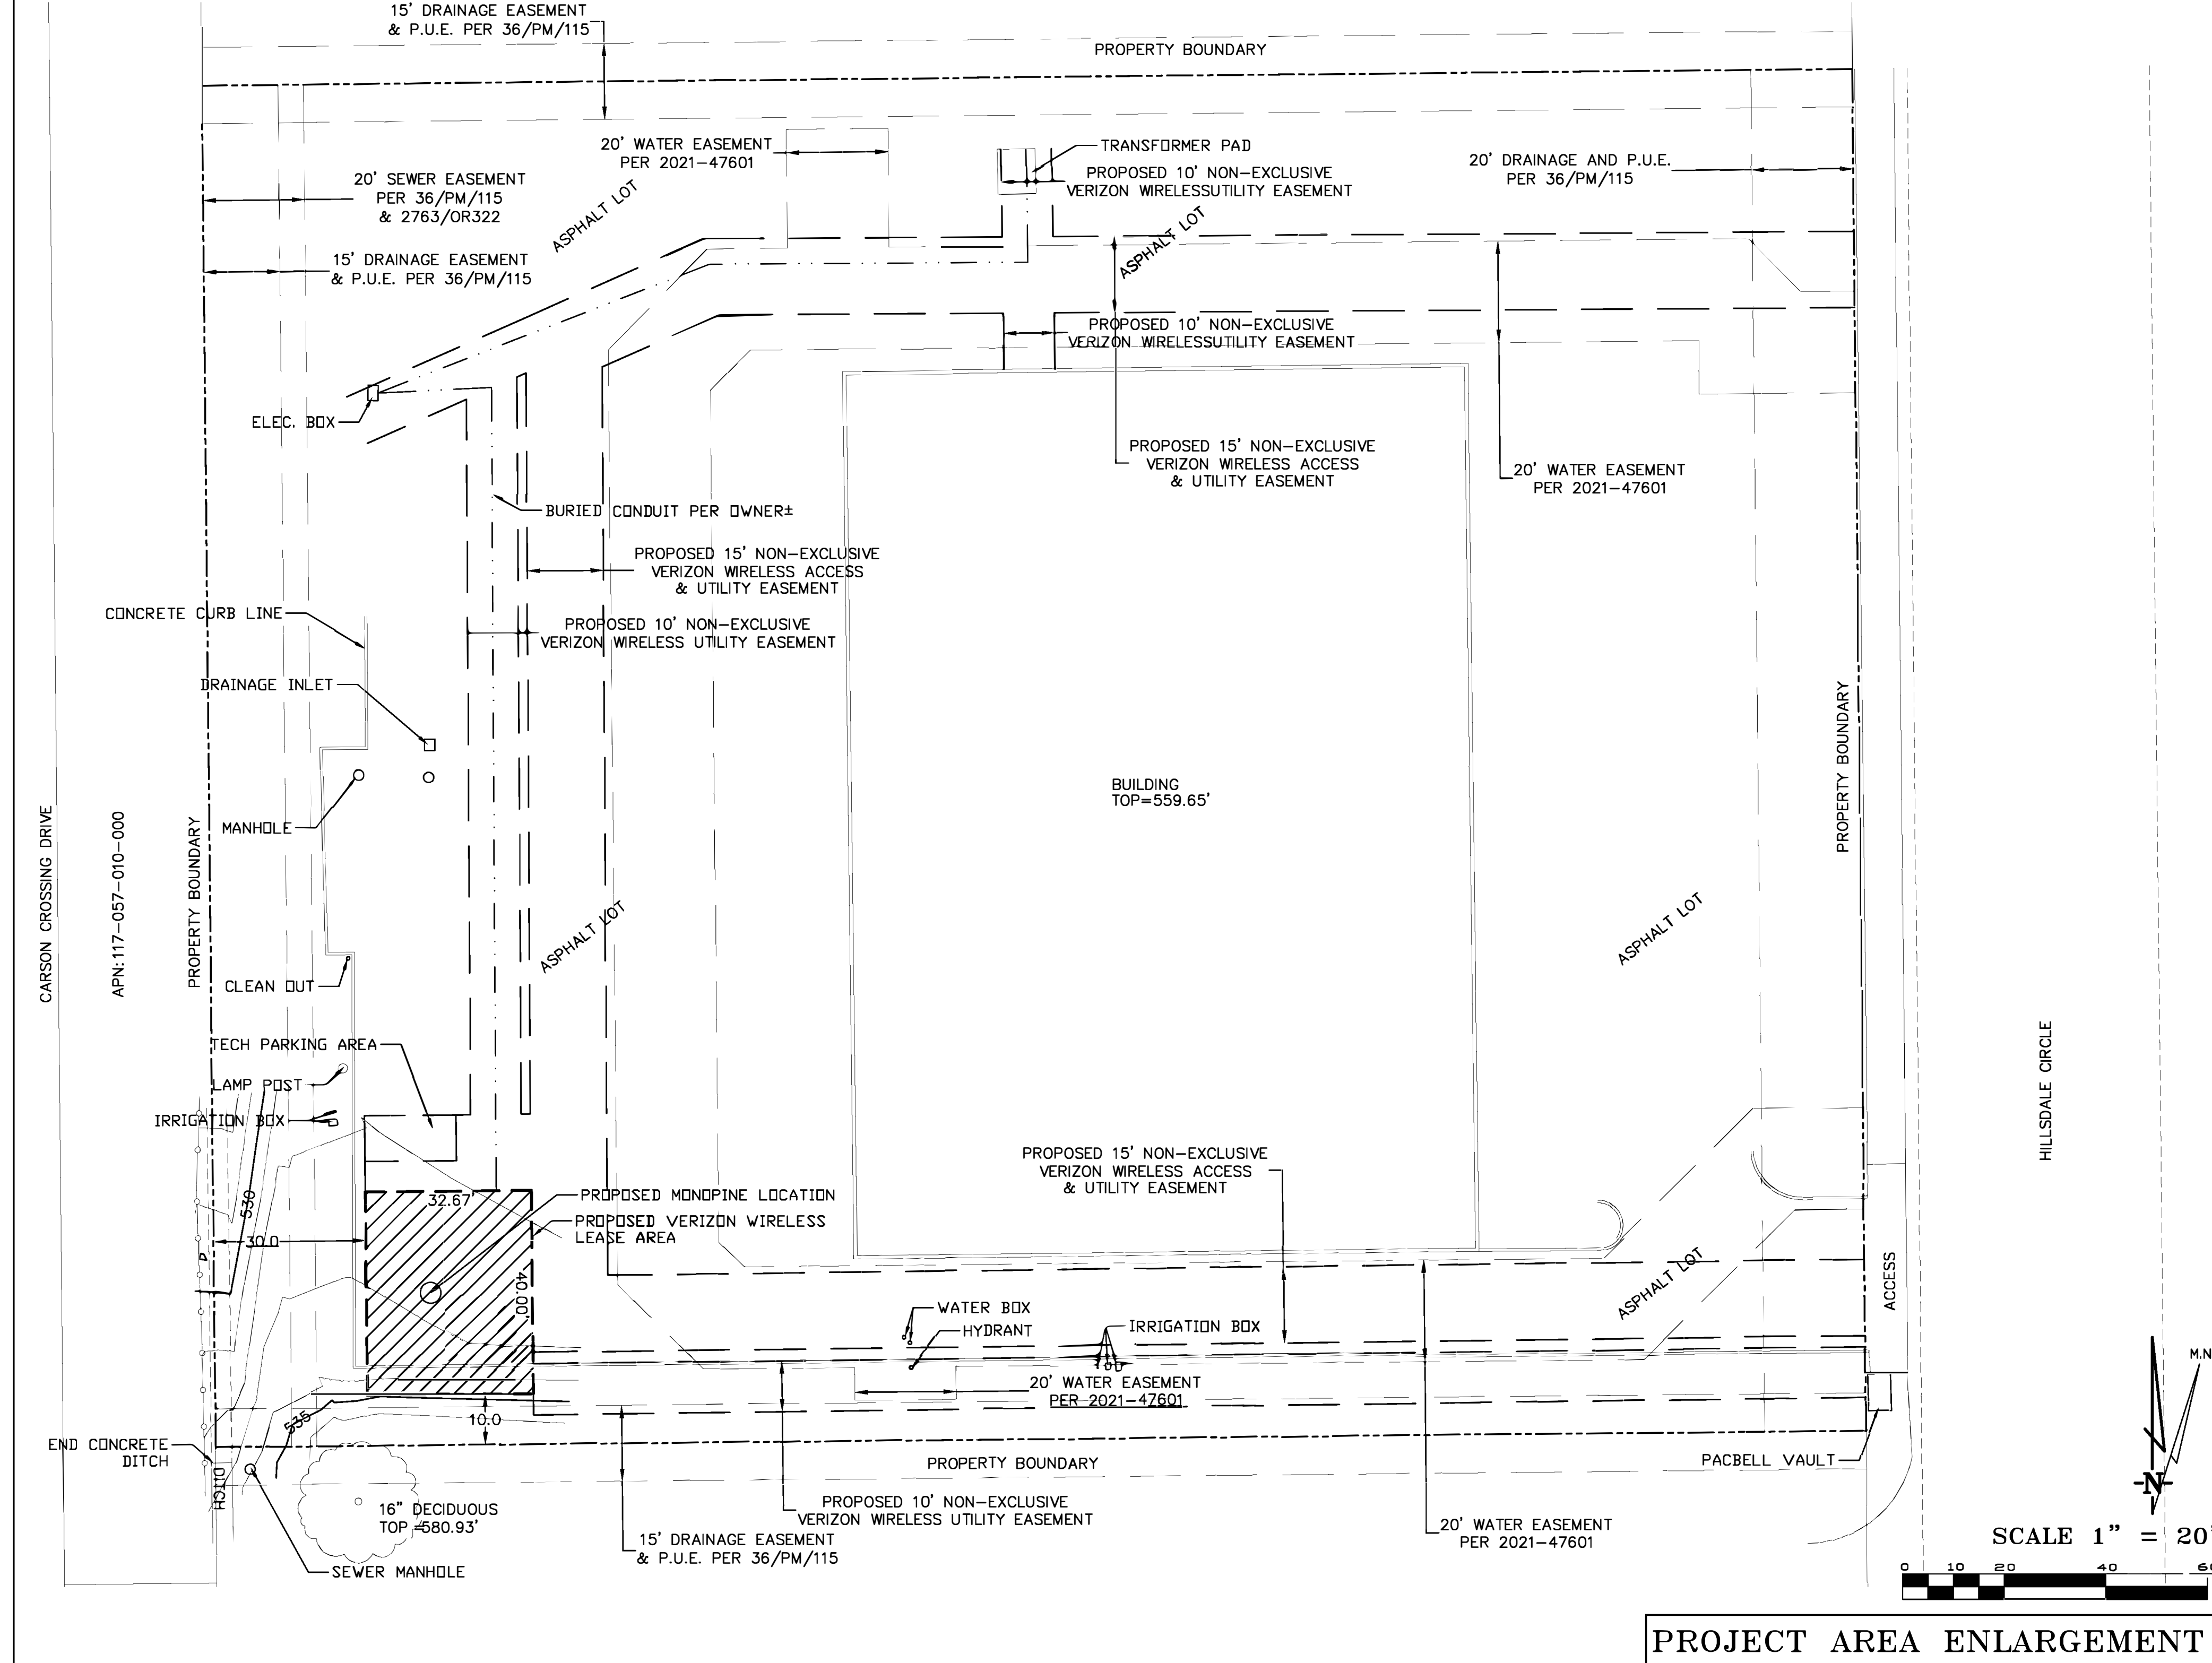 15' DRAINAGE EASEMENT
& P.U.E. PER 36/PM/115
PROPERTY BOUNDARY
20' WATER EASEMENT
PER 2021-47601
TRANSFORMER PAD
PROPOSED 10' NON-EXCLUSIVE
VERIZON WIRELESSUTILITY EASEMENT
20' DRAINAGE AND P.U.E.
PER 36/PM/115
20' SEWER EASEMENT
PER 36/PM/115
& 2763/OR322
ASPHALT LOT
ASPHALT LOT
15' DRAINAGE EASEMENT
& P.U.E. PER 36/PM/115
PROPOSED 10' NON-EXCLUSIVE
VERIZON WIRELESSUTILITY EASEMENT
ELEC. BOX
PROPOSED 15' NON-EXCLUSIVE
VERIZON WIRELESS ACCESS
& UTILITY EASEMENT
20' WATER EASEMENT
PER 2021-47601
BURIED CONDUIT PER OWNER±
PROPOSED 15' NON-EXCLUSIVE
VERIZON WIRELESS ACCESS
& UTILITY EASEMENT
CONCRETE CURB LINE
PROPOSED 10' NON-EXCLUSIVE
VERIZON WIRELESS UTILITY EASEMENT
DRAINAGE INLET
PROPERTY BOUNDARY
BUILDING
TOP=559.65'
MANHOLE
CARSON CROSSING DRIVE
APN:117-057-010-000
PROPERTY BOUNDARY
ASPHALT LOT
ASPHALT LOT
CLEAN OUT
TECH PARKING AREA
HILLSDALE CIRCLE
LAMP POST
IRRIGATION BOX
PROPOSED 15' NON-EXCLUSIVE
VERIZON WIRELESS ACCESS
& UTILITY EASEMENT
530
32.67'
PROPOSED MONOPINE LOCATION
PROPOSED VERIZON WIRELESS
LEASE AREA
30.0
40.00'
ASPHALT LOT
ACCESS
WATER BOX
HYDRANT
IRRIGATION BOX
20' WATER EASEMENT
PER 2021-47601
535
10.0
END CONCRETE
DITCH
DITCH
PROPERTY BOUNDARY
PACBELL VAULT
16" DECIDUOUS
TOP =580.93'
PROPOSED 10' NON-EXCLUSIVE
VERIZON WIRELESS UTILITY EASEMENT
15' DRAINAGE EASEMENT
& P.U.E. PER 36/PM/115
20' WATER EASEMENT
PER 2021-47601
SEWER MANHOLE
M.N
N
SCALE 1" = 20'
0 10 20 40 60
PROJECT AREA ENLARGEMENT